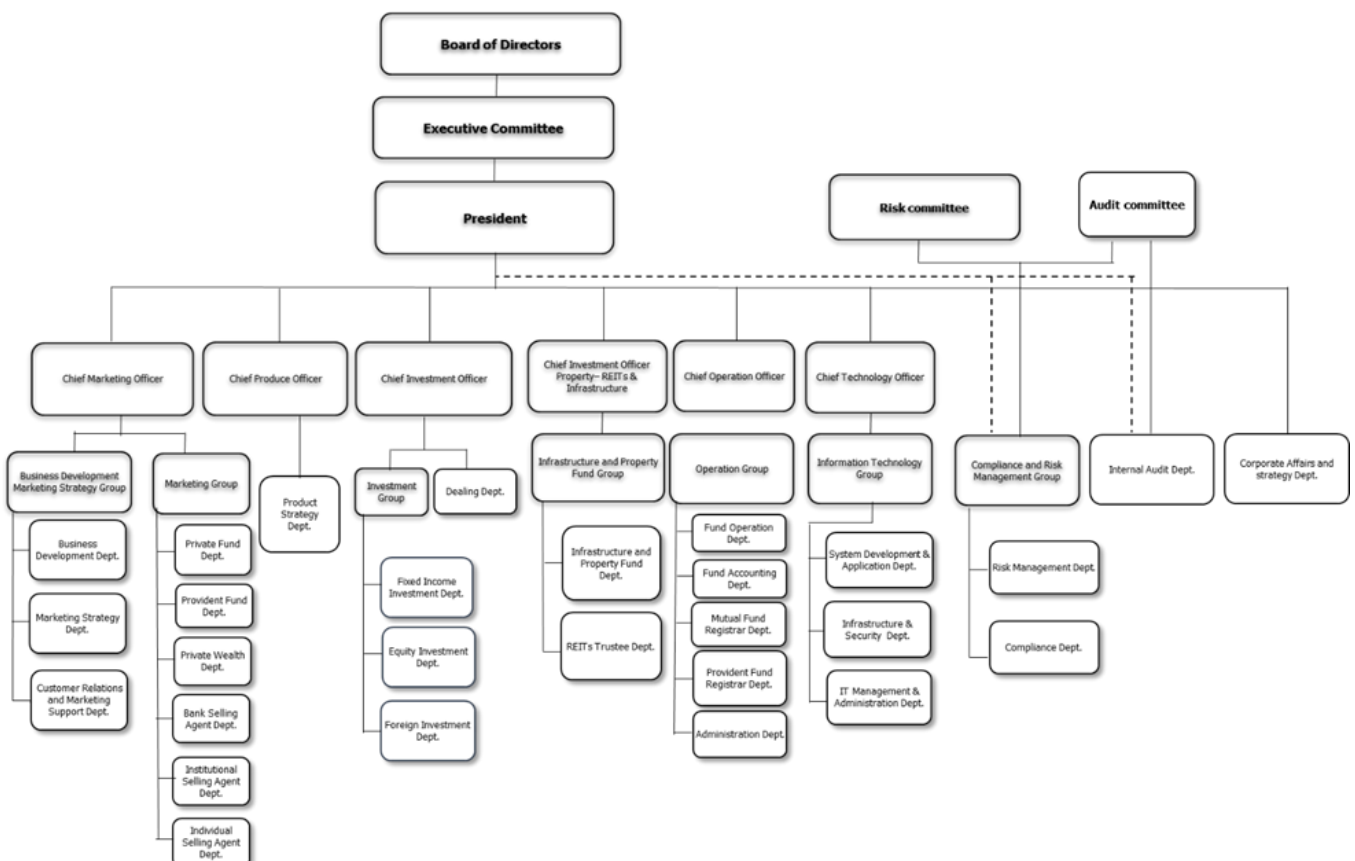 Board of Directors
Executive Committee
President
Risk committee
Audit committee
Chief Marketing Officer
Chief Produce Officer
Chief Investment Officer
Chief Investment Officer
Property– REITs &
Infrastructure
Chief Operation Officer
Chief Technology Officer
Business Development
Marketing Strategy Group
Marketing Group
Product
Strategy
Dept.
Investment
Group
Dealing Dept.
Infrastructure and Property
Fund Group
Operation Group
Information Technology
Group
Compliance and Risk
Management Group
Internal Audit Dept.
Corporate Affairs and
strategy Dept.
Business
Development Dept.
Marketing Strategy
Dept.
Customer Relations
and Marketing
Support Dept.
Private Fund
Dept.
Provident Fund
Dept.
Private Wealth
Dept.
Bank Selling
Agent Dept.
Institutional
Selling Agent
Dept.
Individual
Selling Agent
Dept.
Fixed Income
Investment Dept.
Equity Investment
Dept.
Foreign Investment
Dept.
Infrastructure and
Property Fund
Dept.
REITs Trustee Dept.
Fund Operation
Dept.
Fund Accounting
Dept.
Mutual Fund
Registrar Dept.
Provident Fund
Registrar Dept.
Administration Dept.
System Development &
Application Dept.
Infrastructure &
Security Dept.
IT Management &
Administration Dept.
Risk Management Dept.
Compliance Dept.